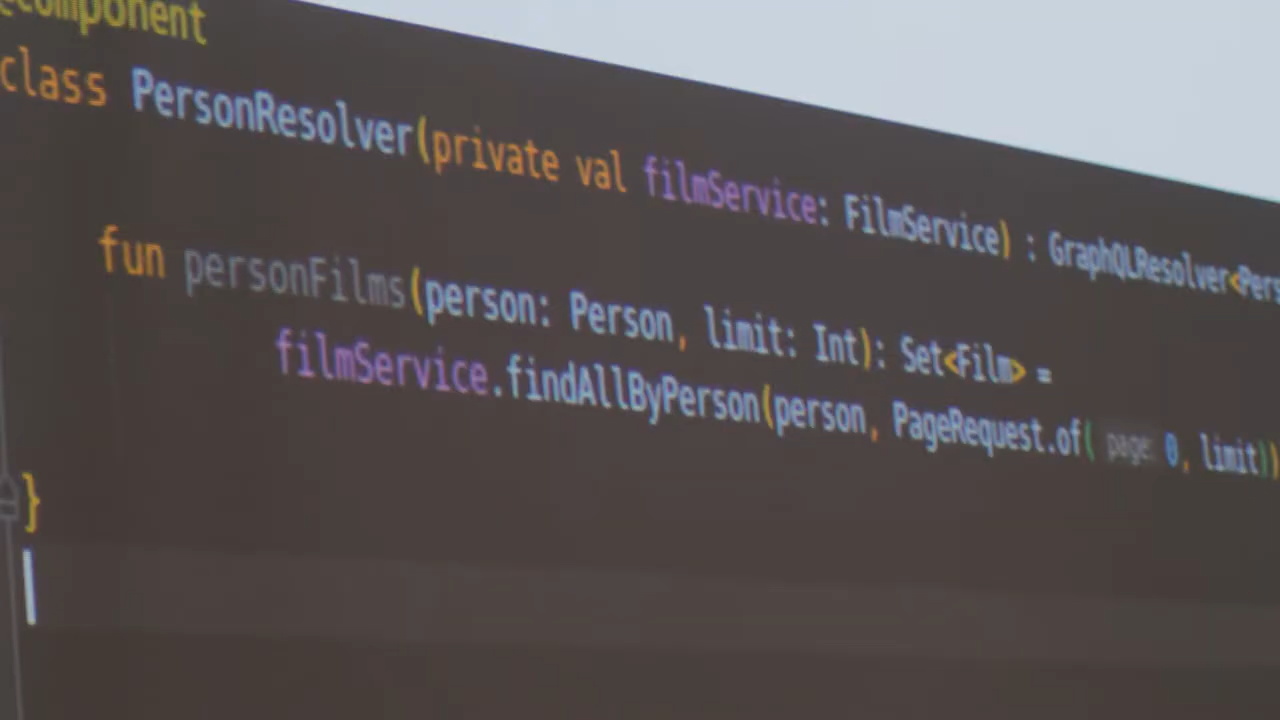 @Component
class PersonResolver(private val filmService: FilmService) : GraphQLResolver<Pers
fun personFilms(person: Person, limit: Int): Set<Film> =
filmService.findAllByPerson(person, PageRequest.of( page: 0, limit))
}